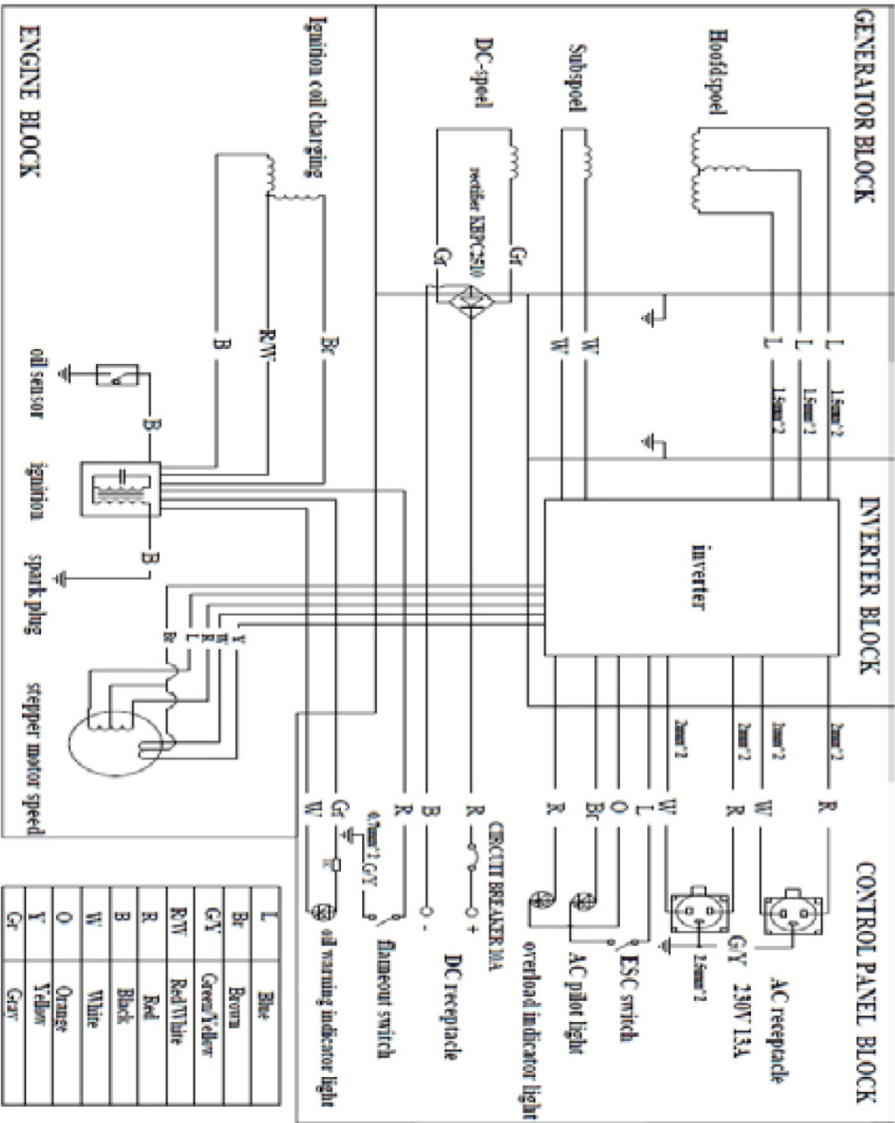 GENERATOR BLOCK
INVERTER BLOCK
CONTROL PANEL BLOCK
Hoofdspoel
Subspoel
DC-spoel
rectifier KBPC2510
Gr
Gr
L
L
L
1.5mm^2
1.5mm^2
1.5mm^2
W
W
inverter
2mm^2
2mm^2
2mm^2
2mm^2
R
W
R
W
L
O
Br
R
AC receptacle
230V 13A
G/Y
2.5mm^2
ESC switch
AC pilot light
overload indicator light
CIRCUIT BREAKER 10A
R
B
+
-
DC receptacle
R
0.7mm^2 G/Y
flameout switch
Gr
W
R
oil warning indicator light
Ignition coil charging
Br
R/W
B
ENGINE BLOCK
B
B
oil sensor
ignition
spark plug
stepper motor speed
Y
W
R
L
Br
L Blue
Br Brown
G/Y Green/Yellow
R/W Red/White
R Red
B Black
W White
O Orange
Y Yellow
Gr Gray